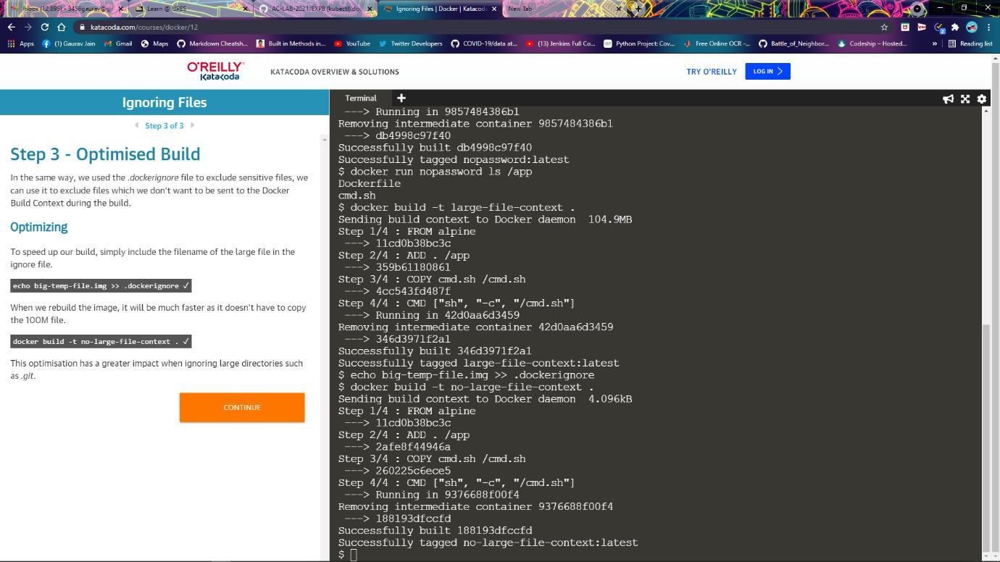 Inbox (12,895) - 3456gaurav@g
Learn @ UPES
AC-LAB-2021/EXP8 (kubectl).do
Ignoring Files | Docker | Katacod
New Tab
katacoda.com/courses/docker/12
Apps
(1) Gaurav Jain
Gmail
Maps
Markdown Cheatsh...
Built in Methods in...
YouTube
Twitter Developers
COVID-19/data at...
(13) Jenkins Full Co...
Python Project: Cov...
Free Online OCR -...
Battle_of_Neighbor...
Codeship – Hosted...
»
Reading list
O'REILLY
Katacoda
KATACODA OVERVIEW & SOLUTIONS
TRY O'REILLY
LOG IN
Ignoring Files
Step 3 of 3
Step 3 - Optimised Build
In the same way, we used the .dockerignore file to exclude sensitive files, we
can use it to exclude files which we don't want to be sent to the Docker
Build Context during the build.
Optimizing
To speed up our build, simply include the filename of the large file in the
ignore file.
echo big-temp-file.img >> .dockerignore ✓
When we rebuild the image, it will be much faster as it doesn't have to copy
the 100M file.
docker build -t no-large-file-context . ✓
This optimisation has a greater impact when ignoring large directories such
as .git.
CONTINUE
Terminal
---> Running in 9857484386b1
Removing intermediate container 9857484386b1
---> db4998c97f40
Successfully built db4998c97f40
Successfully tagged nopassword:latest
$ docker run nopassword ls /app
Dockerfile
cmd.sh
$ docker build -t large-file-context .
Sending build context to Docker daemon  104.9MB
Step 1/4 : FROM alpine
---> 11cd0b38bc3c
Step 2/4 : ADD . /app
---> 359b61180861
Step 3/4 : COPY cmd.sh /cmd.sh
---> 4cc543fd487f
Step 4/4 : CMD ["sh", "-c", "/cmd.sh"]
---> Running in 42d0aa6d3459
Removing intermediate container 42d0aa6d3459
---> 346d3971f2a1
Successfully built 346d3971f2a1
Successfully tagged large-file-context:latest
$ echo big-temp-file.img >> .dockerignore
$ docker build -t no-large-file-context .
Sending build context to Docker daemon  4.096kB
Step 1/4 : FROM alpine
---> 11cd0b38bc3c
Step 2/4 : ADD . /app
---> 2afe8f44946a
Step 3/4 : COPY cmd.sh /cmd.sh
---> 260225c6ece5
Step 4/4 : CMD ["sh", "-c", "/cmd.sh"]
---> Running in 9376688f00f4
Removing intermediate container 9376688f00f4
---> 188193dfccfd
Successfully built 188193dfccfd
Successfully tagged no-large-file-context:latest
$